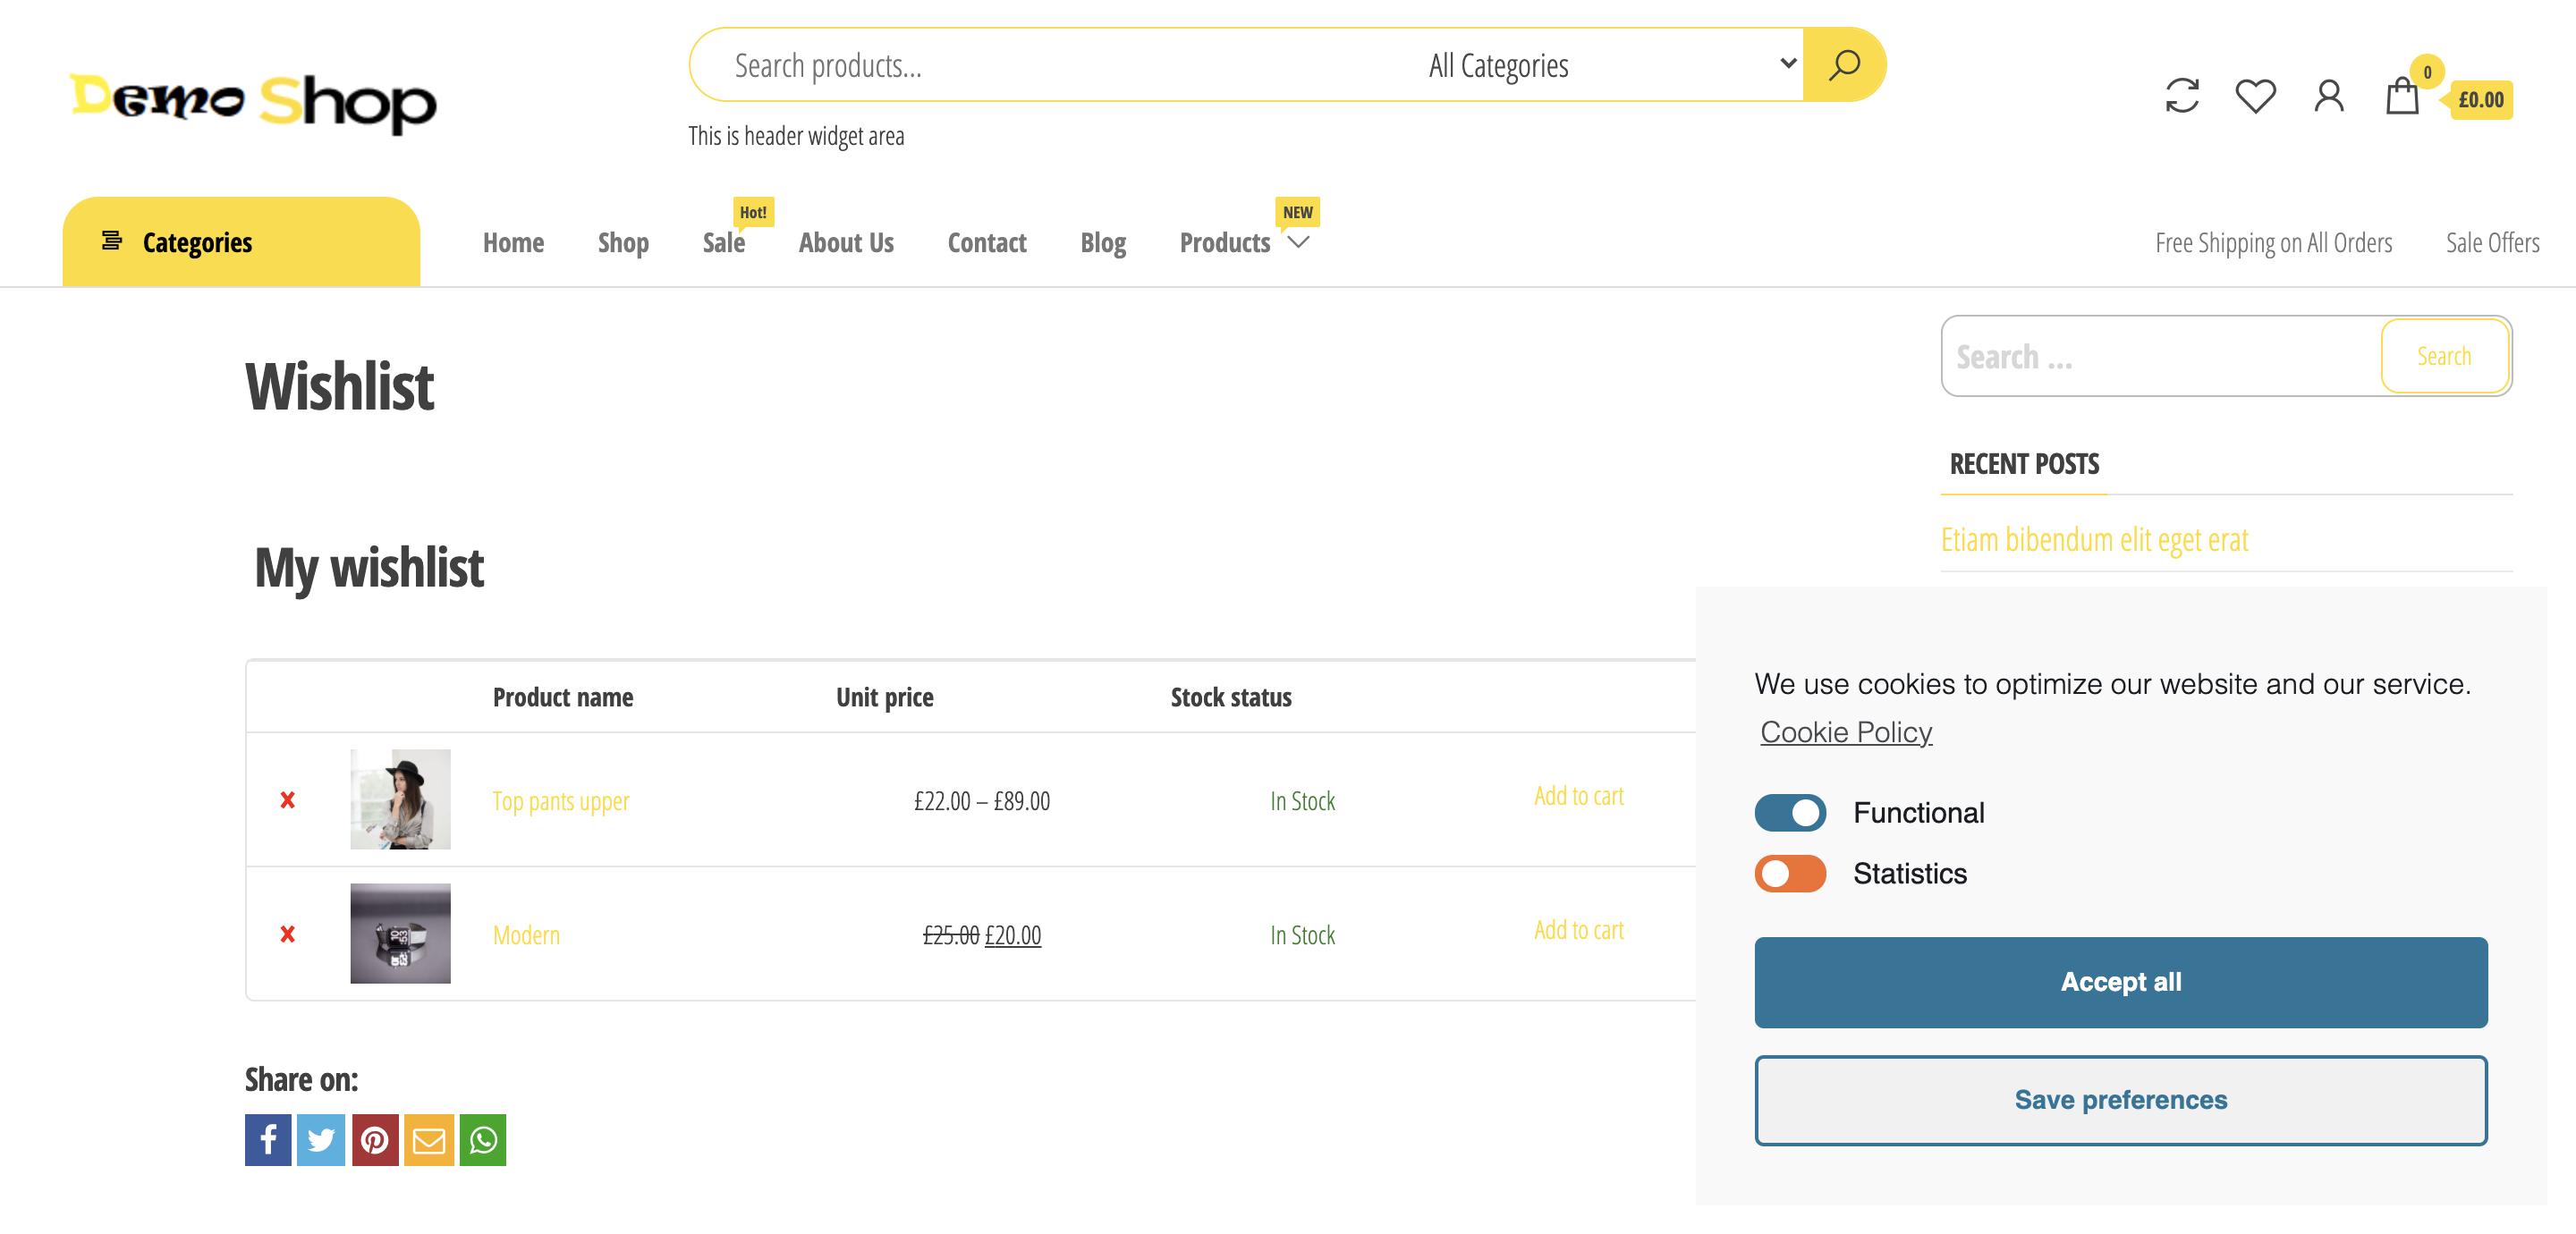 Demo Shop
Search products...
All Categories
0
£0.00
This is header widget area
Categories
Home
Shop
Sale
Hot!
About Us
Contact
Blog
Products
NEW
Free Shipping on All Orders
Sale Offers
Wishlist
Search ...
Search
RECENT POSTS
Etiam bibendum elit eget erat
My wishlist
Product name
Unit price
Stock status
Top pants upper
£22.00 – £89.00
In Stock
Add to cart
Modern
£25.00 £20.00
In Stock
Add to cart
Share on:
We use cookies to optimize our website and our service.
Cookie Policy
Functional
Statistics
Accept all
Save preferences